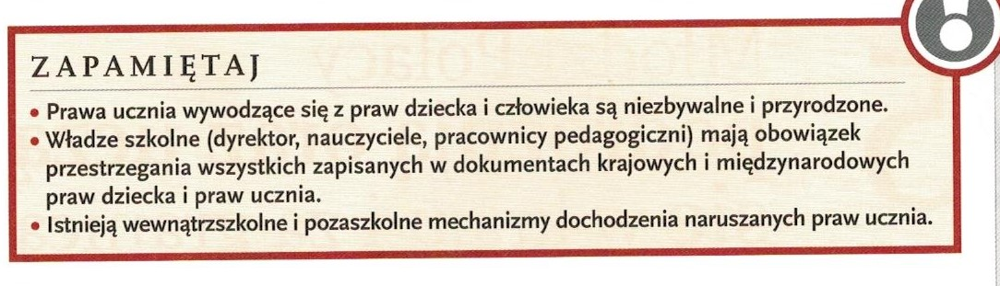 ZAPAMIĘTAJ
• Prawa ucznia wywodzące się z praw dziecka i człowieka są niezbywalne i przyrodzone.
• Władze szkolne (dyrektor, nauczyciele, pracownicy pedagogiczni) mają obowiązek
przestrzegania wszystkich zapisanych w dokumentach krajowych i międzynarodowych
praw dziecka i praw ucznia.
• Istnieją wewnątrzszkolne i pozaszkolne mechanizmy dochodzenia naruszanych praw ucznia.